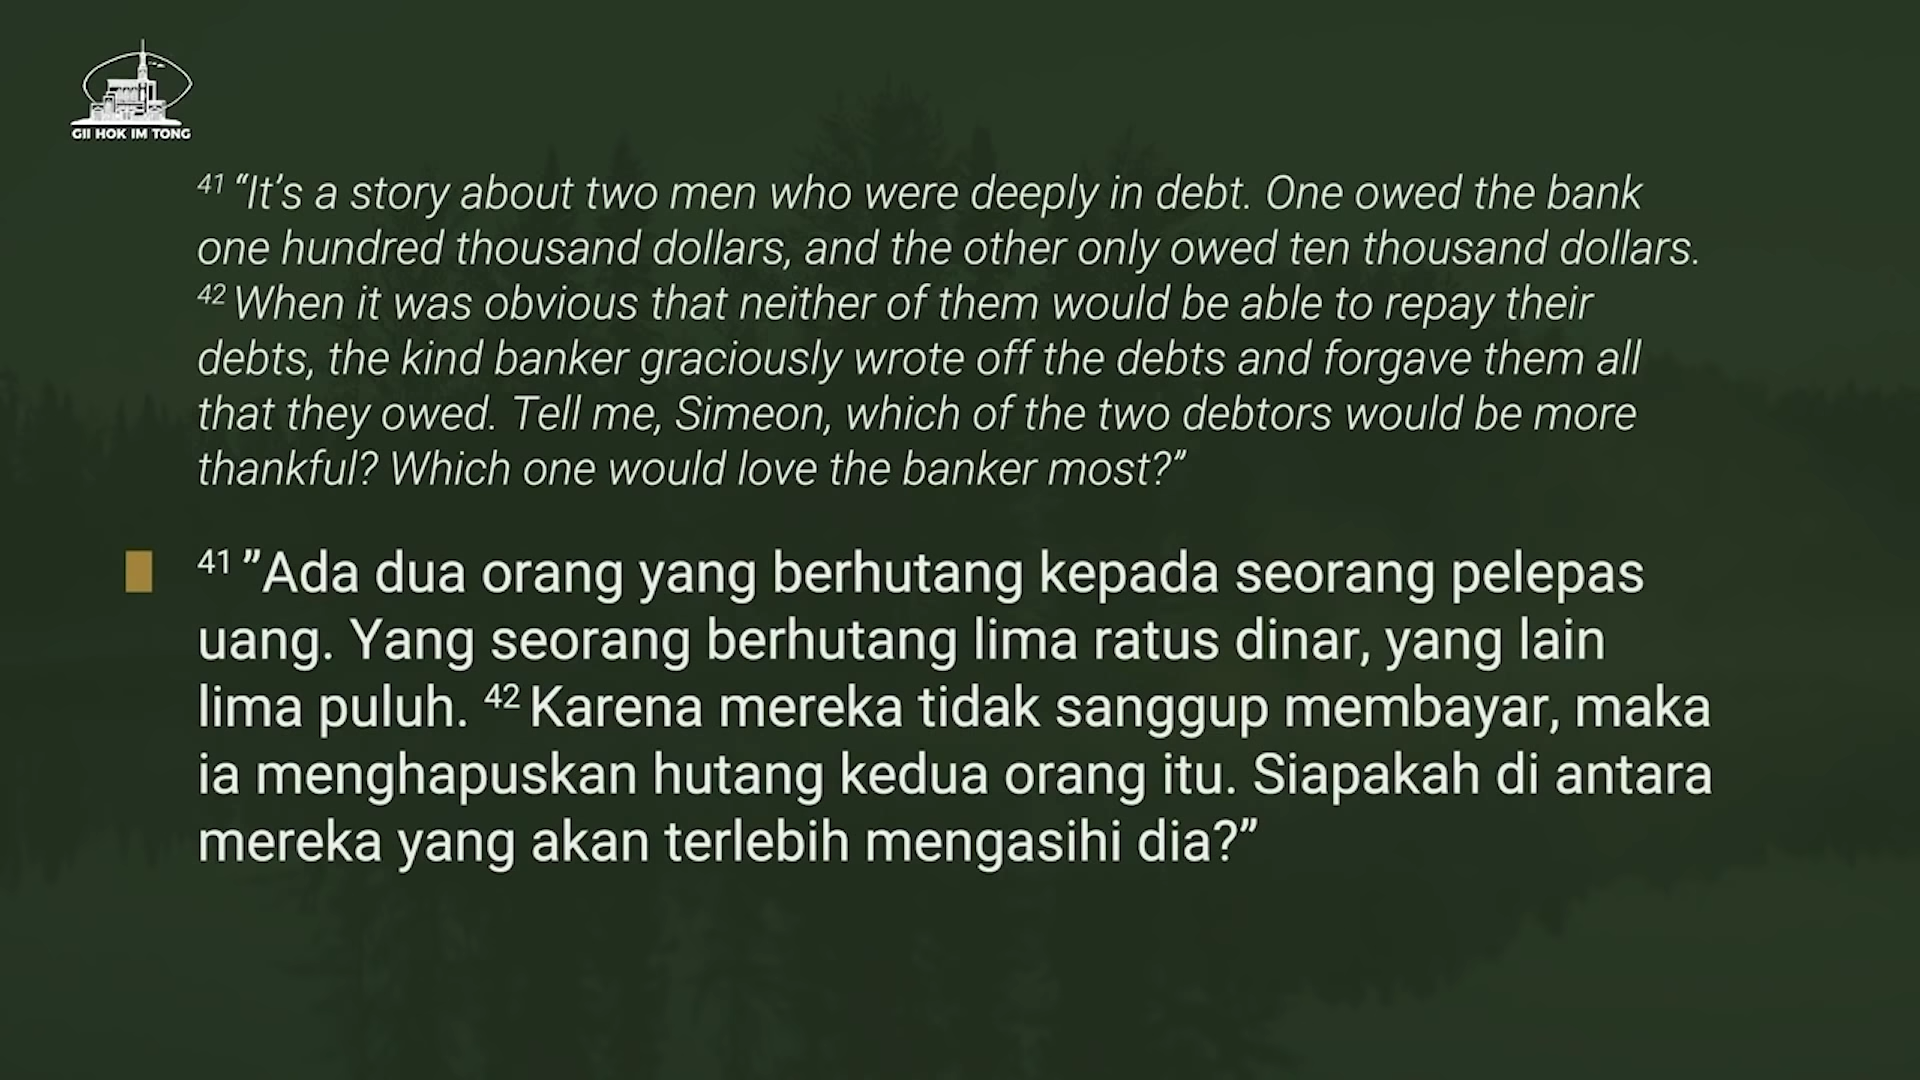 GII HOK IM TONG
41 “It’s a story about two men who were deeply in debt. One owed the bank
one hundred thousand dollars, and the other only owed ten thousand dollars.
42 When it was obvious that neither of them would be able to repay their
debts, the kind banker graciously wrote off the debts and forgave them all
that they owed. Tell me, Simeon, which of the two debtors would be more
thankful? Which one would love the banker most?”
41 ”Ada dua orang yang berhutang kepada seorang pelepas
uang. Yang seorang berhutang lima ratus dinar, yang lain
lima puluh. 42 Karena mereka tidak sanggup membayar, maka
ia menghapuskan hutang kedua orang itu. Siapakah di antara
mereka yang akan terlebih mengasihi dia?”